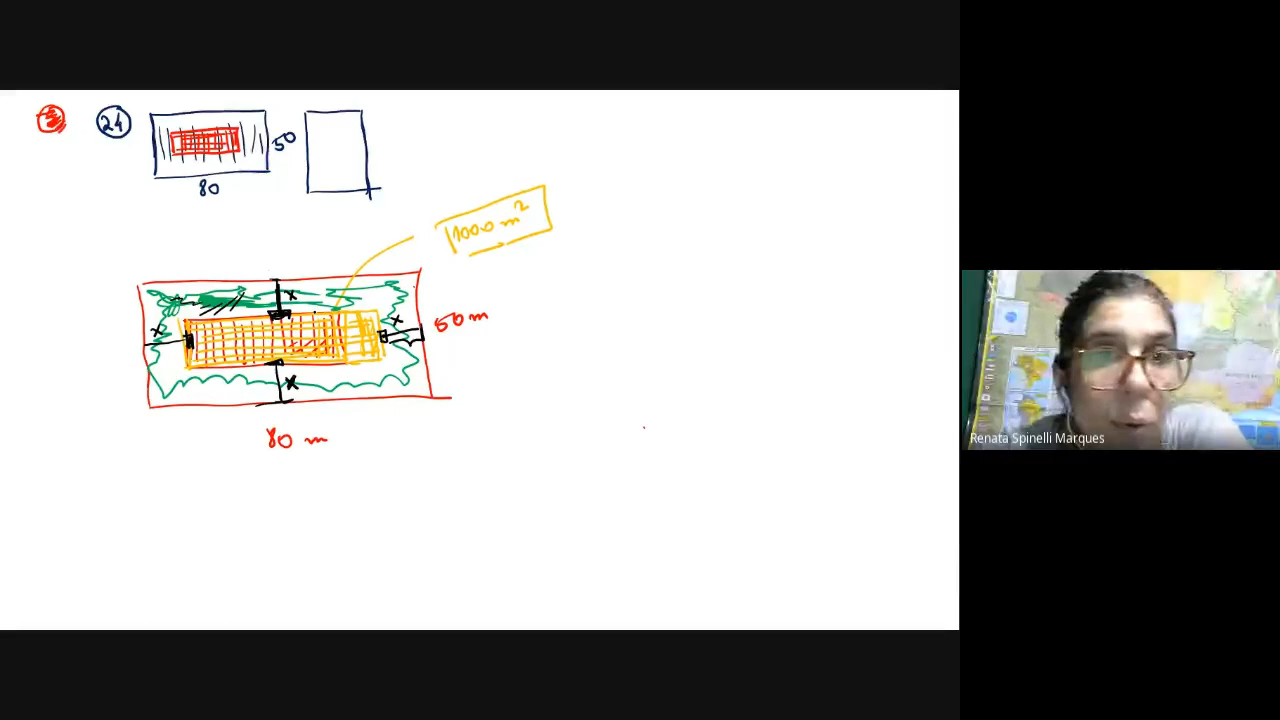 24
50
80
1000 m²
x
x
x
50 m
x
80 m
Renata Spinelli Marques